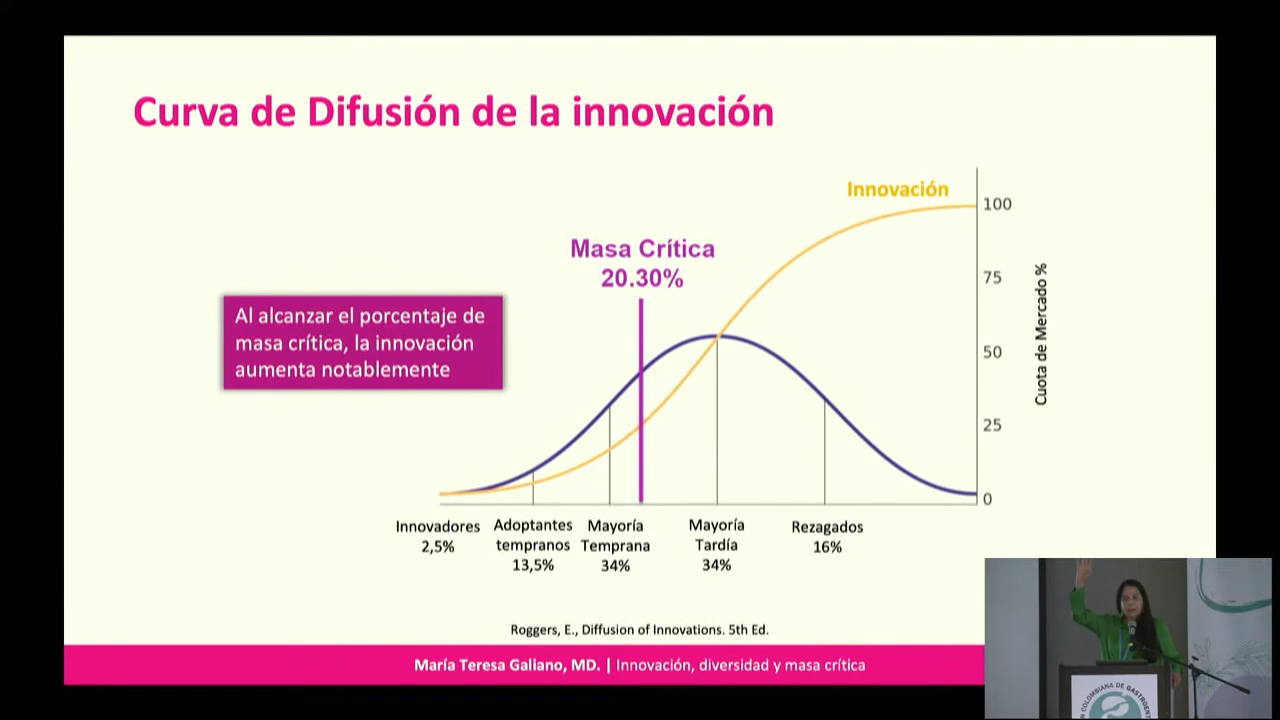 Curva de Difusión de la innovación
Innovación
100
75
50
25
0
Cuota de Mercado %
Masa Crítica
20.30%
Al alcanzar el porcentaje de
masa crítica, la innovación
aumenta notablemente
Innovadores
2,5%
Adoptantes
tempranos
13,5%
Mayoría
Temprana
34%
Mayoría
Tardía
34%
Rezagados
16%
Roggers, E., Diffusion of Innovations. 5th Ed.
María Teresa Galiano, MD. | Innovación, diversidad y masa crítica
COLOMBIANA DE